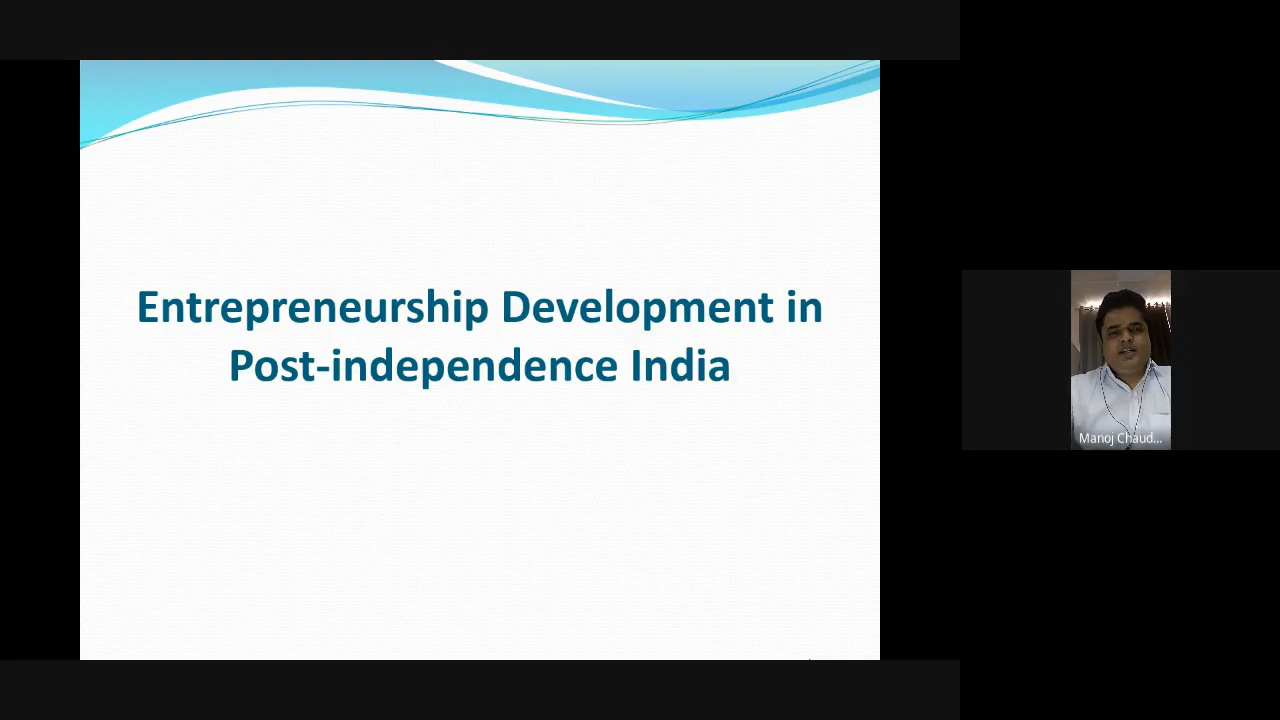 Entrepreneurship Development in
Post-independence India
Manoj Chaud...